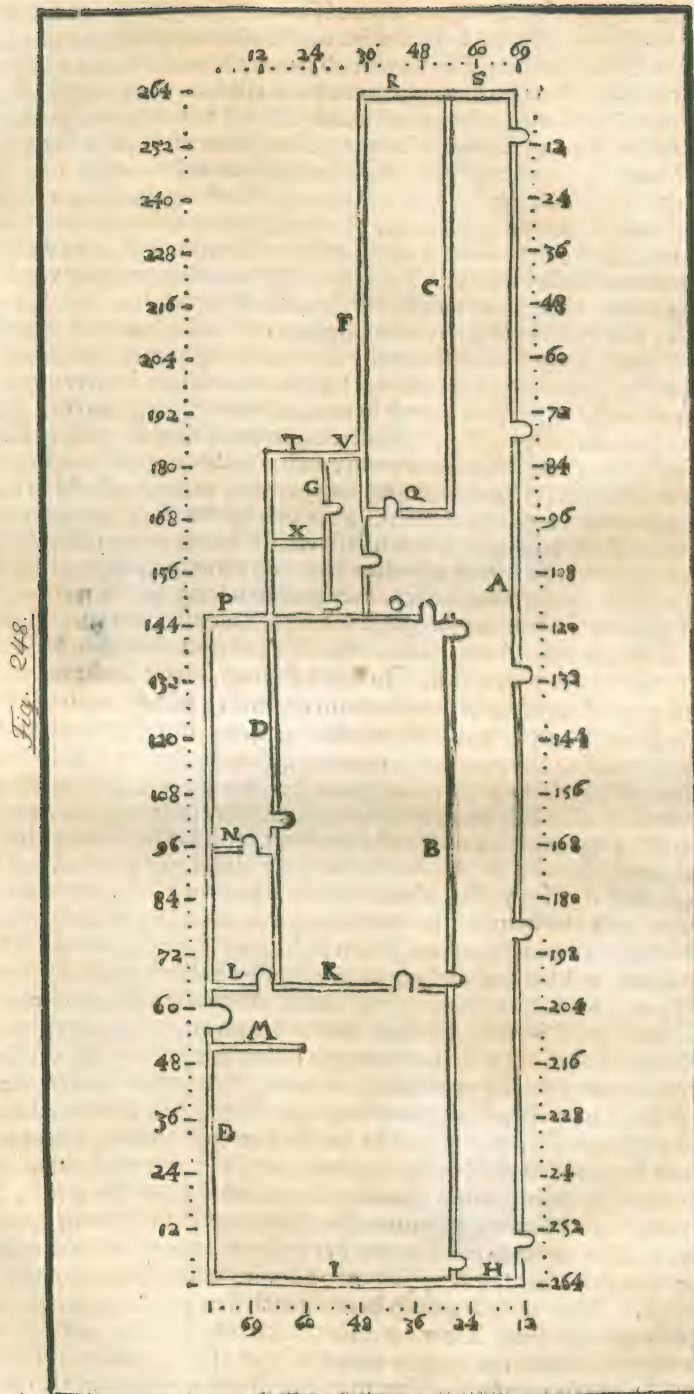 12 24 30 48 60 69
R S
264
252 12
240 24
228 36
C
216 48
F
204 60
192 72
T V
180 84
G Q
168 96
X
156 108
A
P O
144 120
132 132
D
120 144
108 156
N
96 B 168
84 180
72 192
L K
60 204
M
48 216
36 228
E
24 24
12 252
I H
264
69 60 48 36 24 12
Fig. 248.